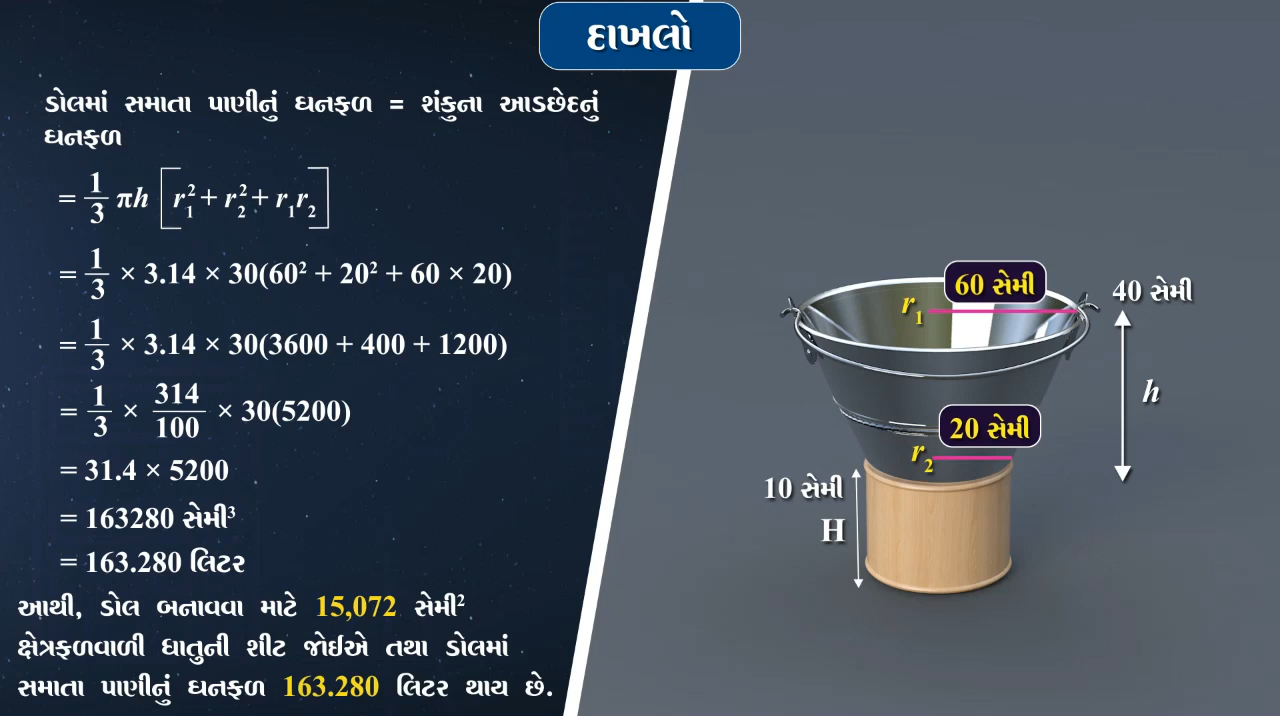 દાખલો
ડોલમાં સમાતા પાણીનું ઘનફળ = શંકુના આડછેદનું
ઘનફળ
= 1/3 πh [r₁² + r₂² + r₁r₂]
= 1/3 × 3.14 × 30(60² + 20² + 60 × 20)
= 1/3 × 3.14 × 30(3600 + 400 + 1200)
= 1/3 × 314/100 × 30(5200)
= 31.4 × 5200
= 163280 સેમી³
= 163.280 લિટર
આથી, ડોલ બનાવવા માટે 15,072 સેમી².
ક્ષેત્રફળવાળી ધાતુની શીટ જોઈએ તથા ડોલમાં
સમાતા પાણીનું ઘનફળ 163.280 લિટર થાય છે.
60 સેમી
r₁
40 સેમી
h
20 સેમી
r₂
10 સેમી
H